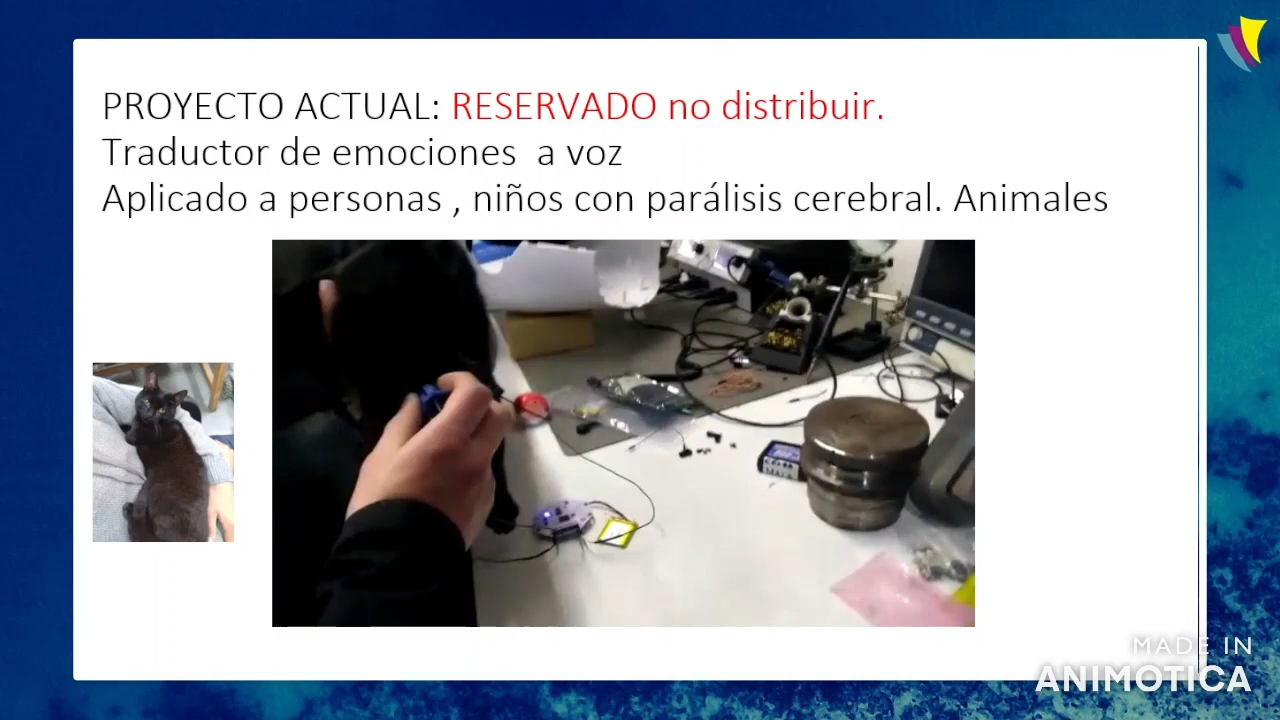 PROYECTO ACTUAL: RESERVADO no distribuir.
Traductor de emociones a voz
Aplicado a personas , niños con parálisis cerebral. Animales
MADE IN
ANIMOTICA